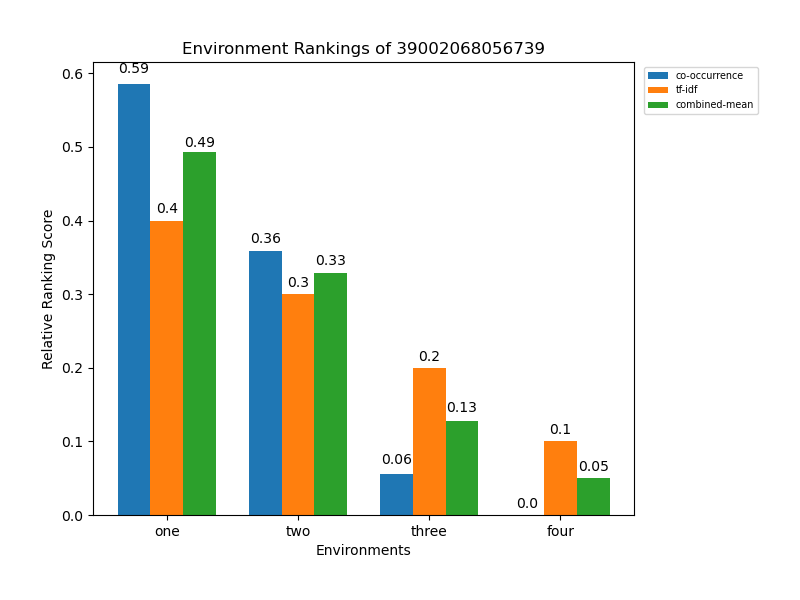 Environment Rankings of 39002068056739
co-occurrence
tf-idf
combined-mean
Relative Ranking Score
0.6
0.5
0.4
0.3
0.2
0.1
0.0
0.59
0.4
0.49
0.36
0.3
0.33
0.06
0.2
0.13
0.0
0.1
0.05
one two three four
Environments